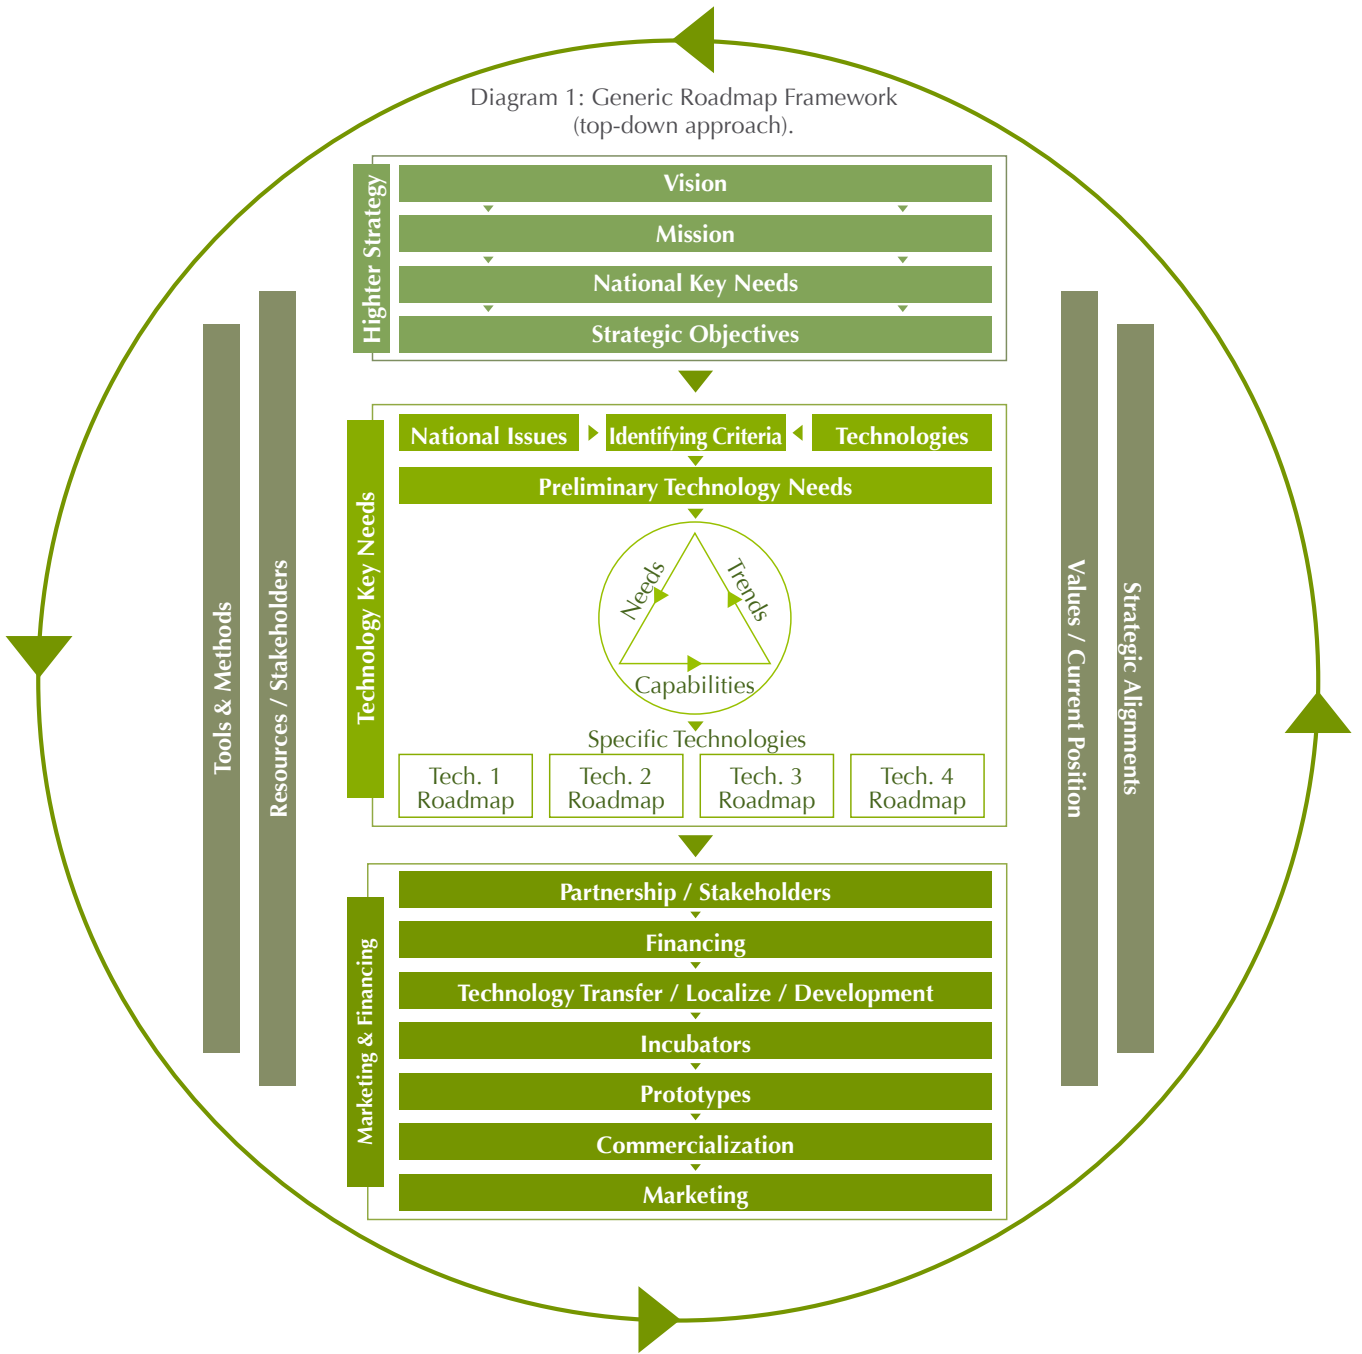 Diagram 1: Generic Roadmap Framework
(top-down approach).
Highter Strategy
Vision
Mission
National Key Needs
Strategic Objectives
Tools & Methods
Resources / Stakeholders
Technology Key Needs
National Issues
Identifying Criteria
Technologies
Preliminary Technology Needs
Needs
Trends
Capabilities
Specific Technologies
Tech. 1
Roadmap
Tech. 2
Roadmap
Tech. 3
Roadmap
Tech. 4
Roadmap
Values / Current Position
Strategic Alignments
Marketing & Financing
Partnership / Stakeholders
Financing
Technology Transfer / Localize / Development
Incubators
Prototypes
Commercialization
Marketing